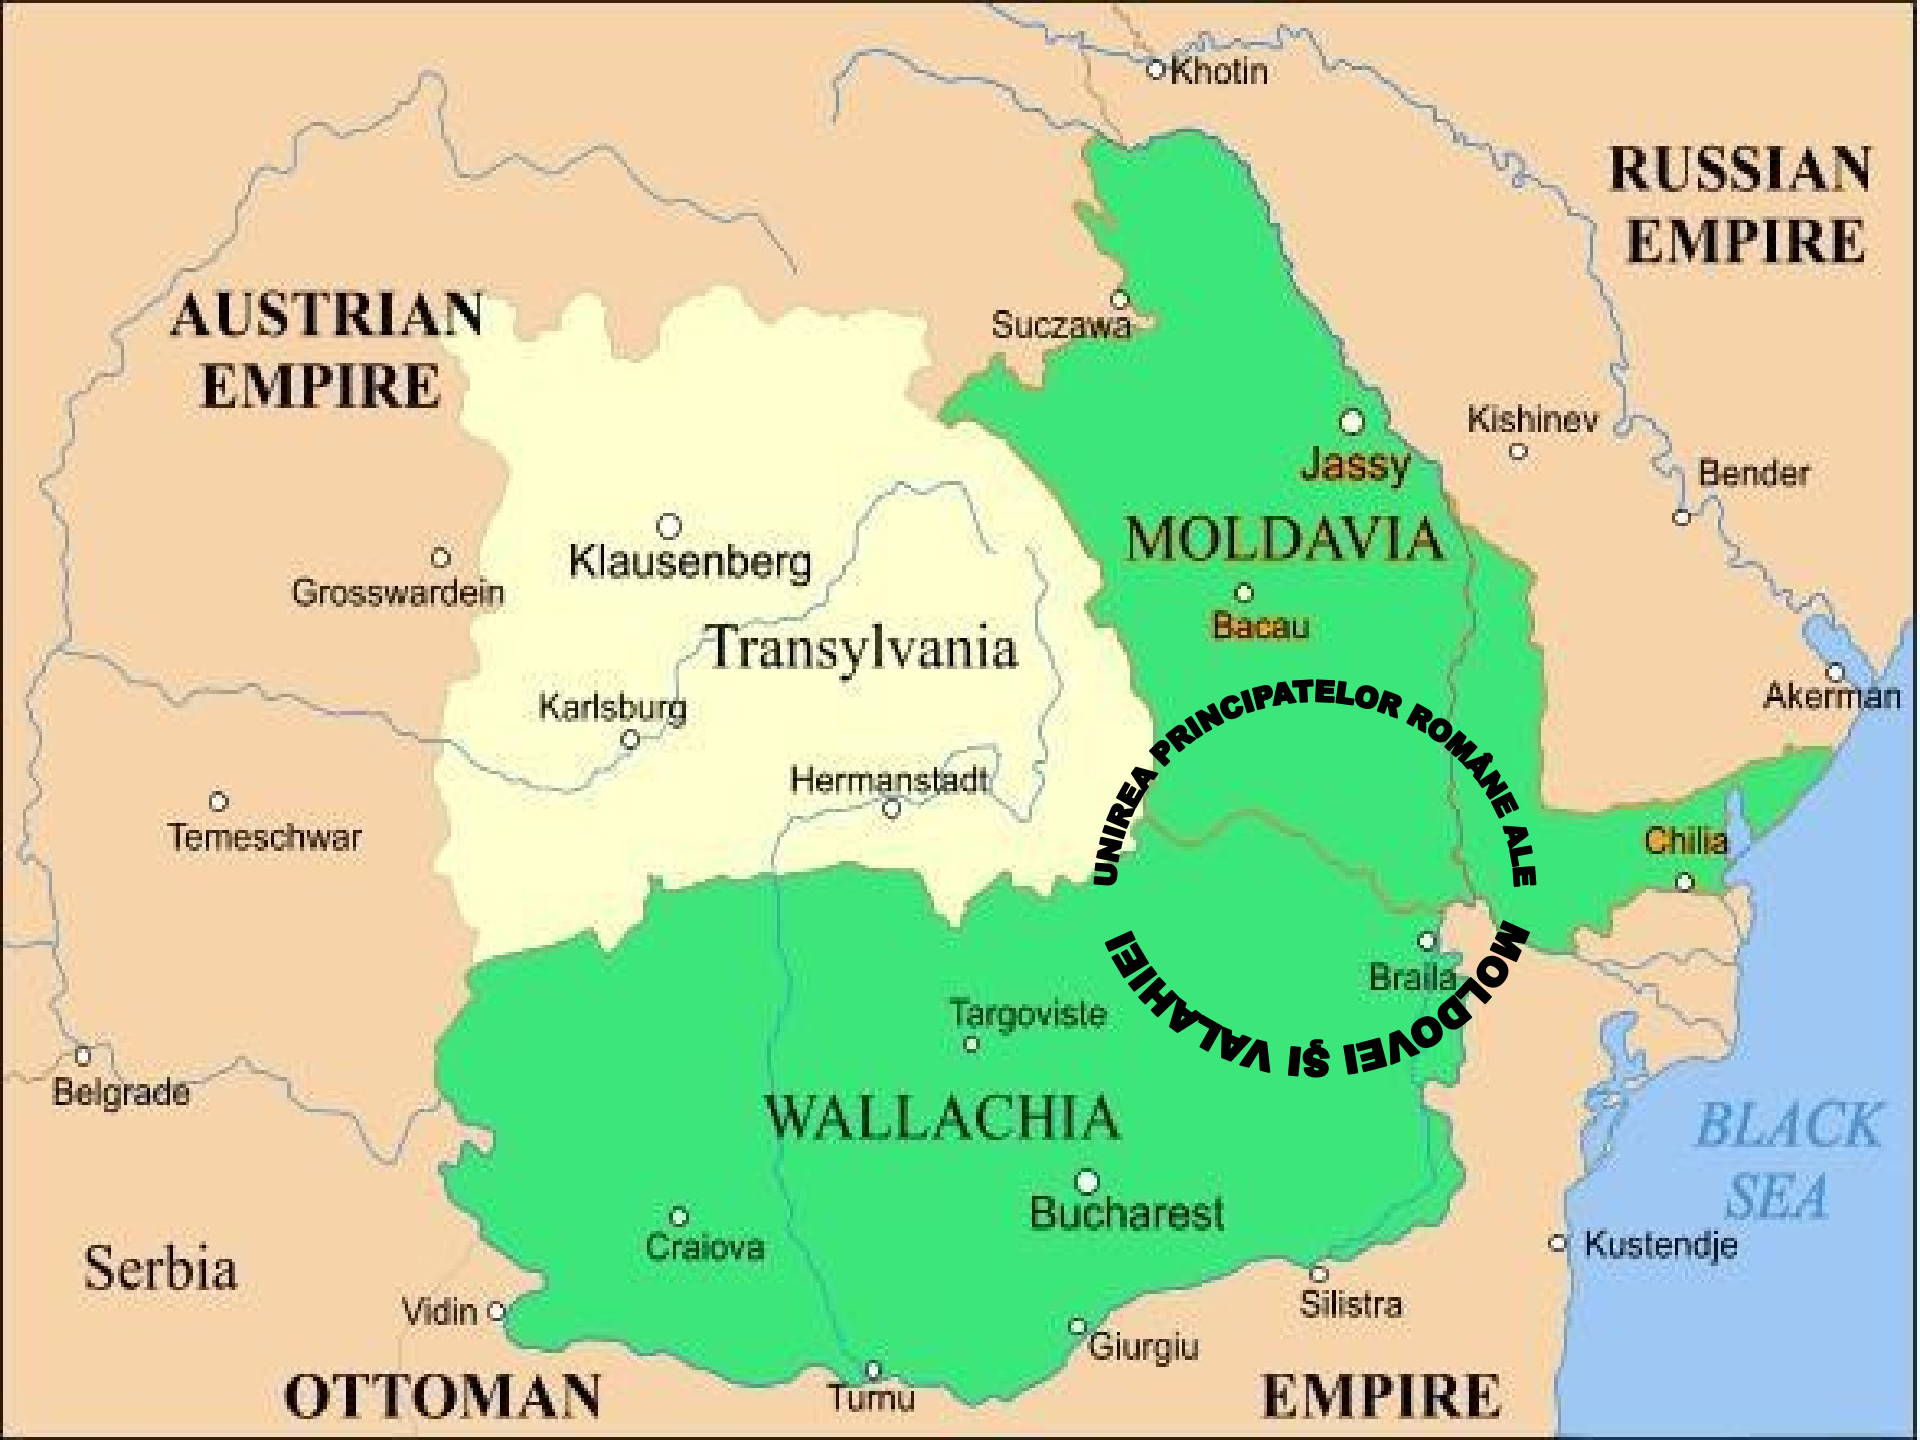 Khotin
RUSSIAN
EMPIRE
AUSTRIAN
EMPIRE
Suczawa
Kishinev
Jassy
Bender
MOLDAVIA
Klausenberg
Grosswardein
Bacau
Transylvania
Akerman
Karlsburg
UNIREA PRINCIPATELOR ROMÂNE ALE
MOLDOVEI ŞI VALAHIEI
Hermanstadt
Temeschwar
Chilia
Braila
Targoviste
Belgrade
WALLACHIA
BLACK
SEA
Bucharest
Craiova
Kustendje
Serbia
Vidin
Silistra
Giurgiu
OTTOMAN
EMPIRE
Turnu